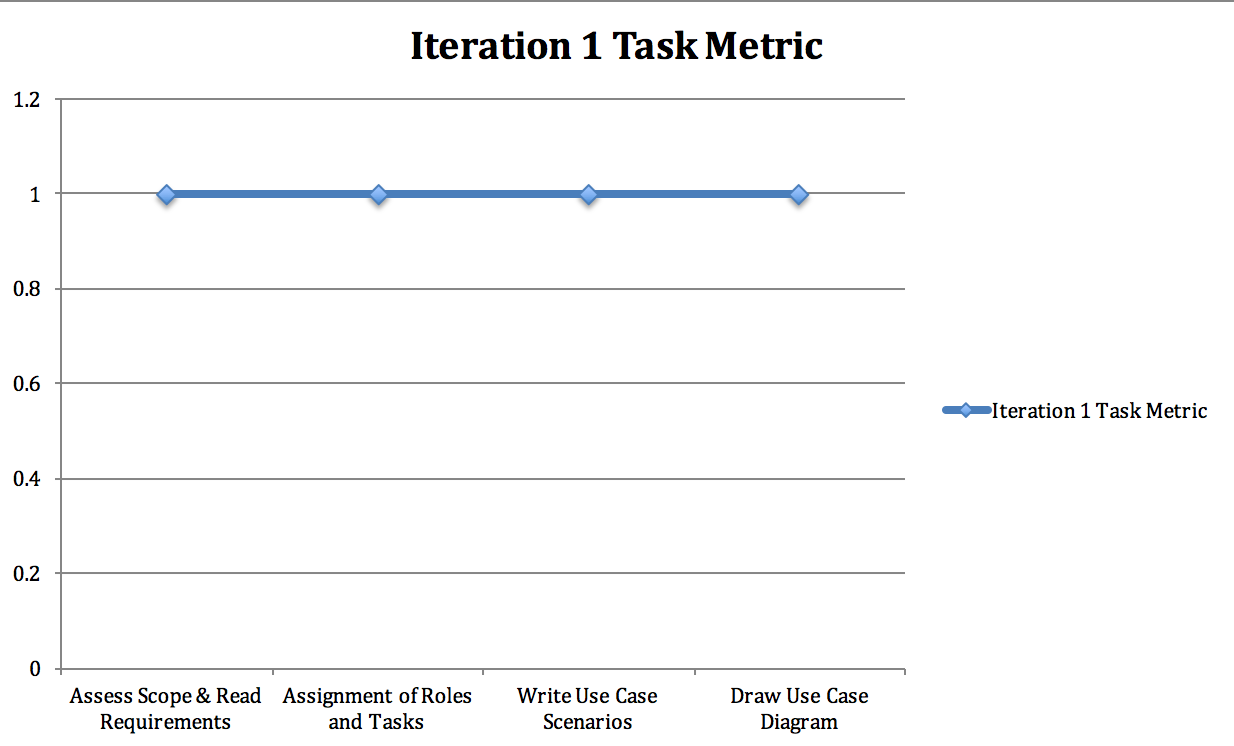 Iteration 1 Task Metric
1.2
1
0.8
0.6
0.4
0.2
0
Iteration 1 Task Metric
Assess Scope & Read
Requirements
Assignment of Roles
and Tasks
Write Use Case
Scenarios
Draw Use Case
Diagram